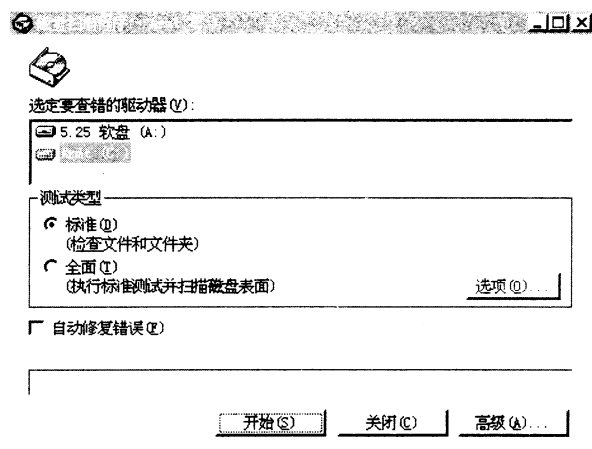 选定要查错的驱动器(V):
5.25 软盘 (A:)
测试类型
标准(D)
(检查文件和文件夹)
全面(T)
(执行标准测试并扫描磁盘表面)
选项(O)...
自动修复错误(F)
开始(S)
关闭(C)
高级(A)...